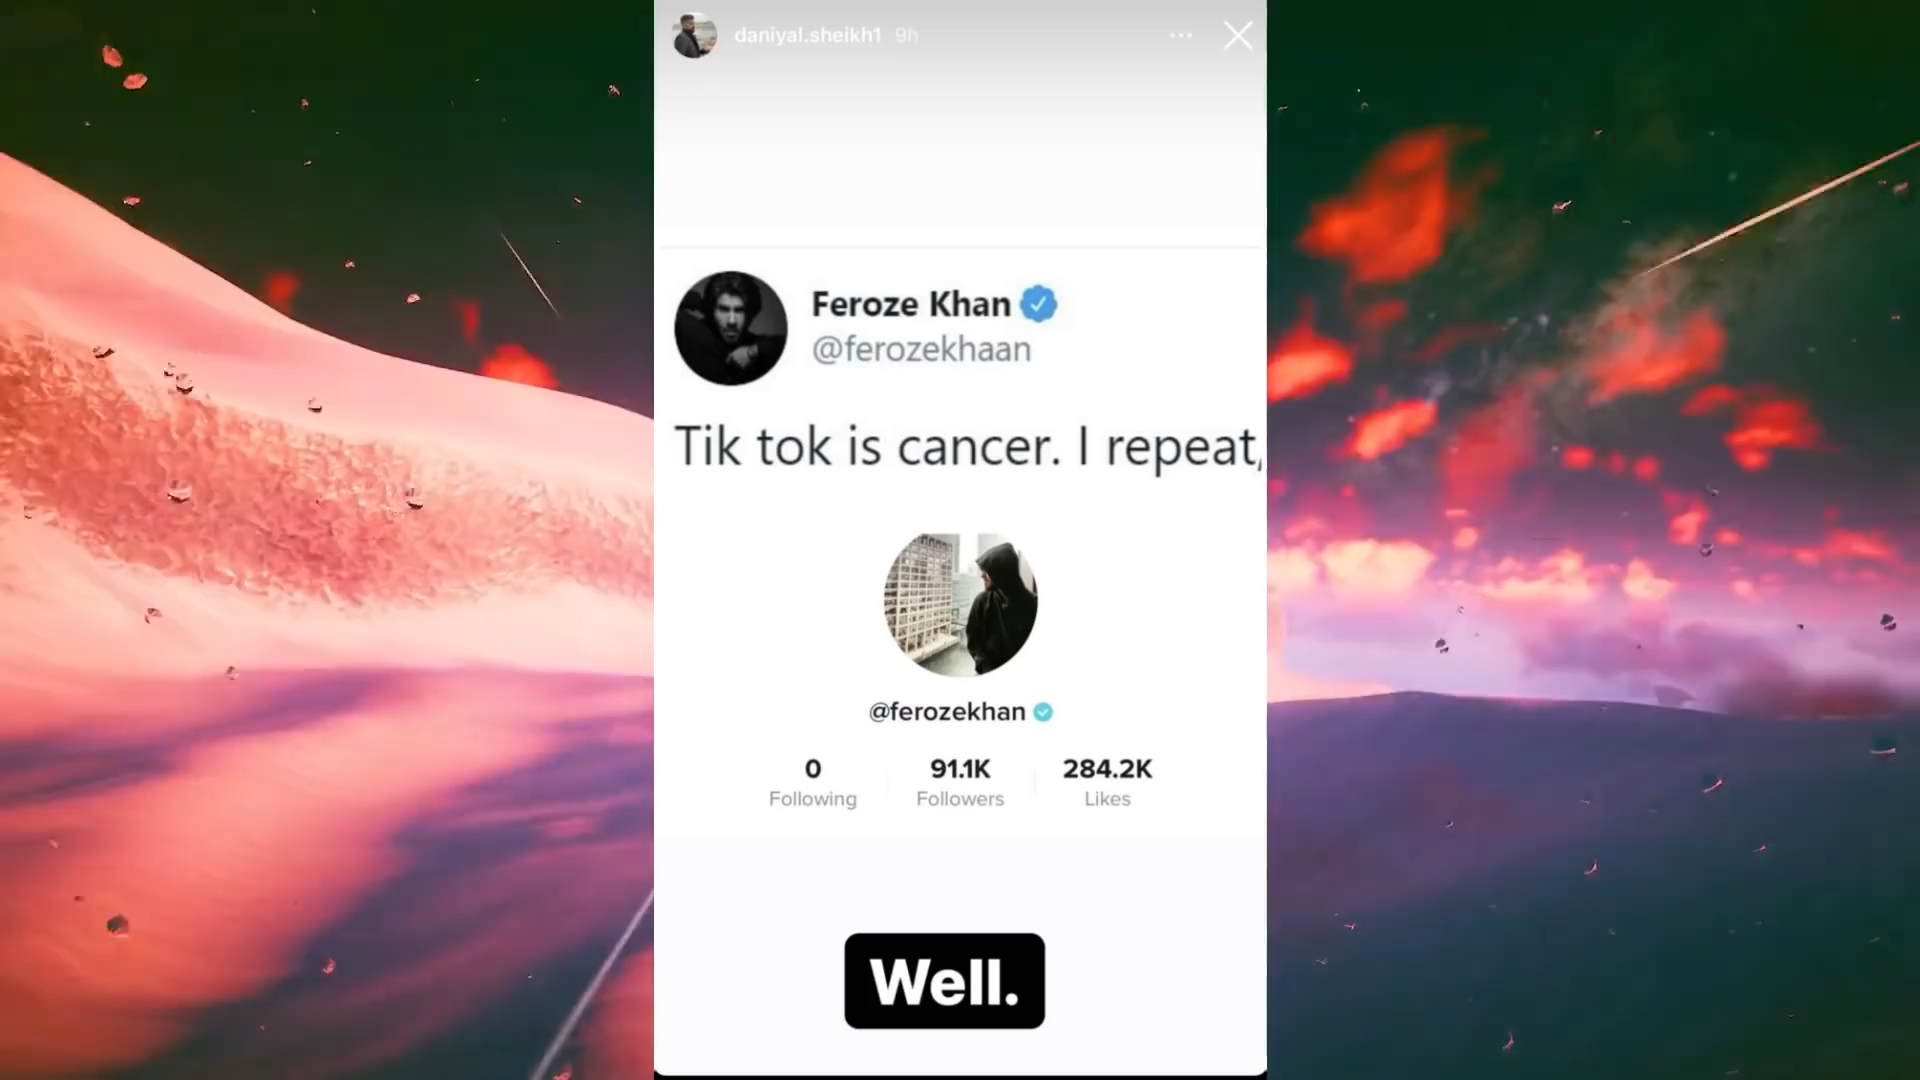 daniyal.sheikh1 9h
Feroze Khan
@ferozekhaan
Tik tok is cancer. I repeat,
@ferozekhan
0 91.1K 284.2K
Following Followers Likes
Well.